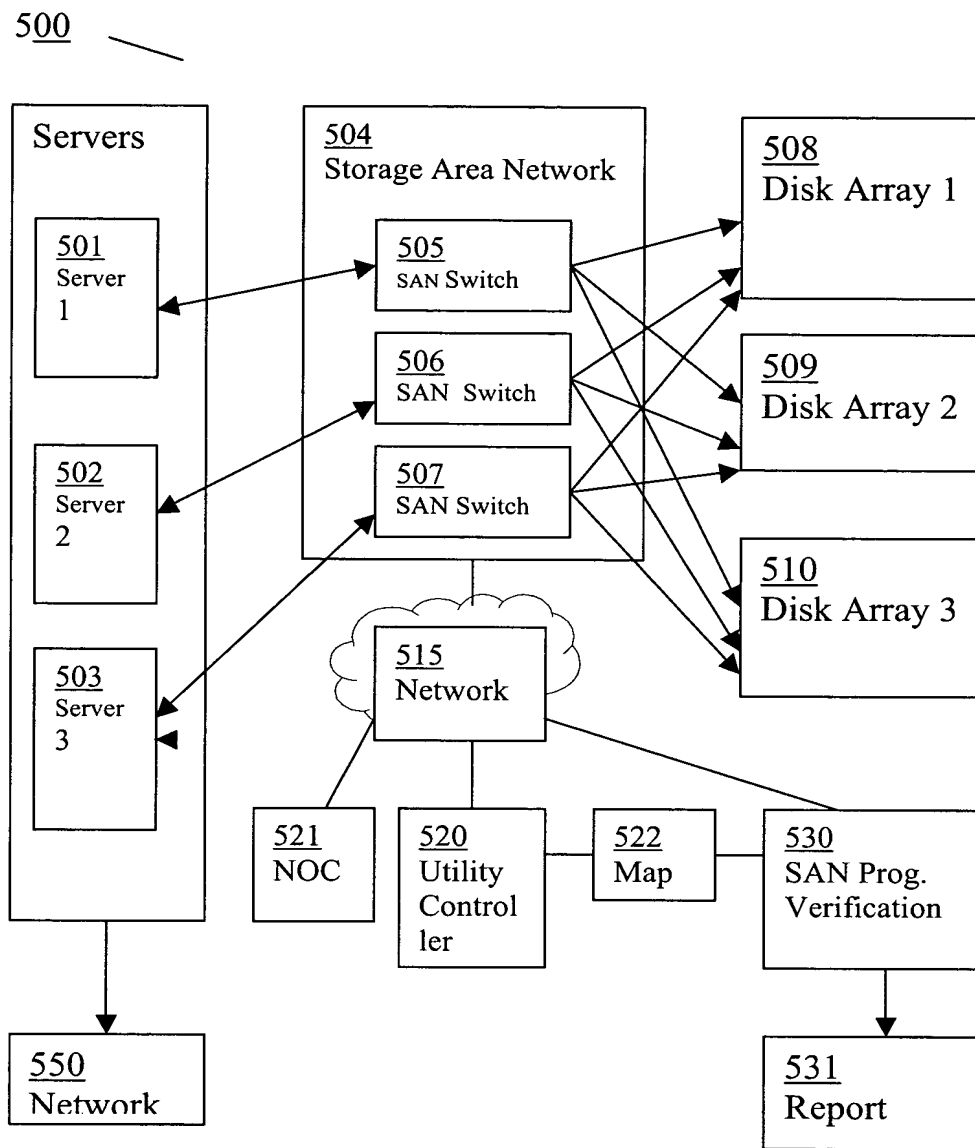 500
Servers
501
Server
1
502
Server
2
503
Server
3
504
Storage Area Network
505
SAN Switch
506
SAN Switch
507
SAN Switch
508
Disk Array 1
509
Disk Array 2
510
Disk Array 3
515
Network
521
NOC
520
Utility
Control
ler
522
Map
530
SAN Prog.
Verification
550
Network
531
Report